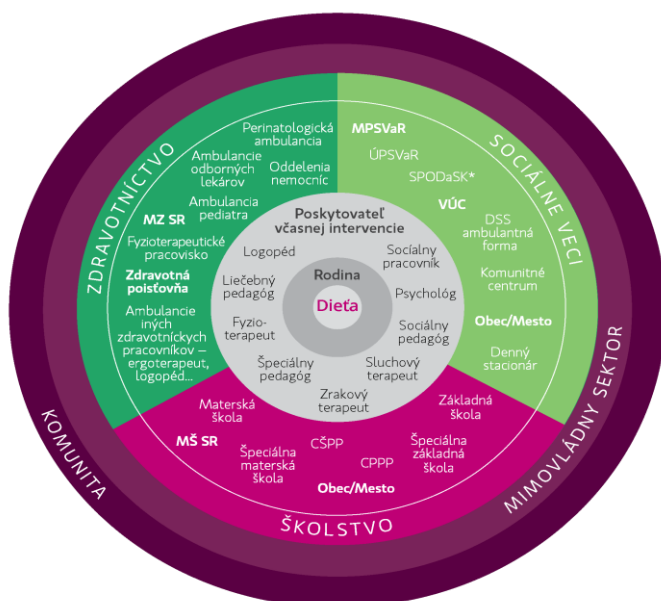 ZDRAVOTNÍCTVO
Perinatologická
ambulancia
Ambulancie
odborných
lekárov
Oddelenia
nemocníc
Ambulancia
pediatra
MZ SR
Fyzioterapeutické
pracovisko
Zdravotná
poisťovňa
Ambulancie
iných
zdravotníckych
pracovníkov –
ergoterapeut,
logopéd...
SOCIÁLNE VECI
MPSVaR
ÚPSVaR
SPODaSK*
VÚC
DSS
ambulantná
forma
Komunitné
centrum
Obec/Mesto
Denný
stacionár
Poskytovateľ
včasnej intervencie
Logopéd
Socíalny
pracovník
Liečebný
pedagóg
Rodina
Dieťa
Psychológ
Fyzio-
terapeut
Sociálny
pedagóg
Špeciálny
pedagóg
Sluchový
terapeut
Zrakový
terapeut
Materská
škola
Základná
škola
MŠ SR
Špeciálna
materská
škola
CŠPP
CPPP
Špeciálna
základná
škola
Obec/Mesto
ŠKOLSTVO
KOMUNITA
MIMOVLÁDNY SEKTOR